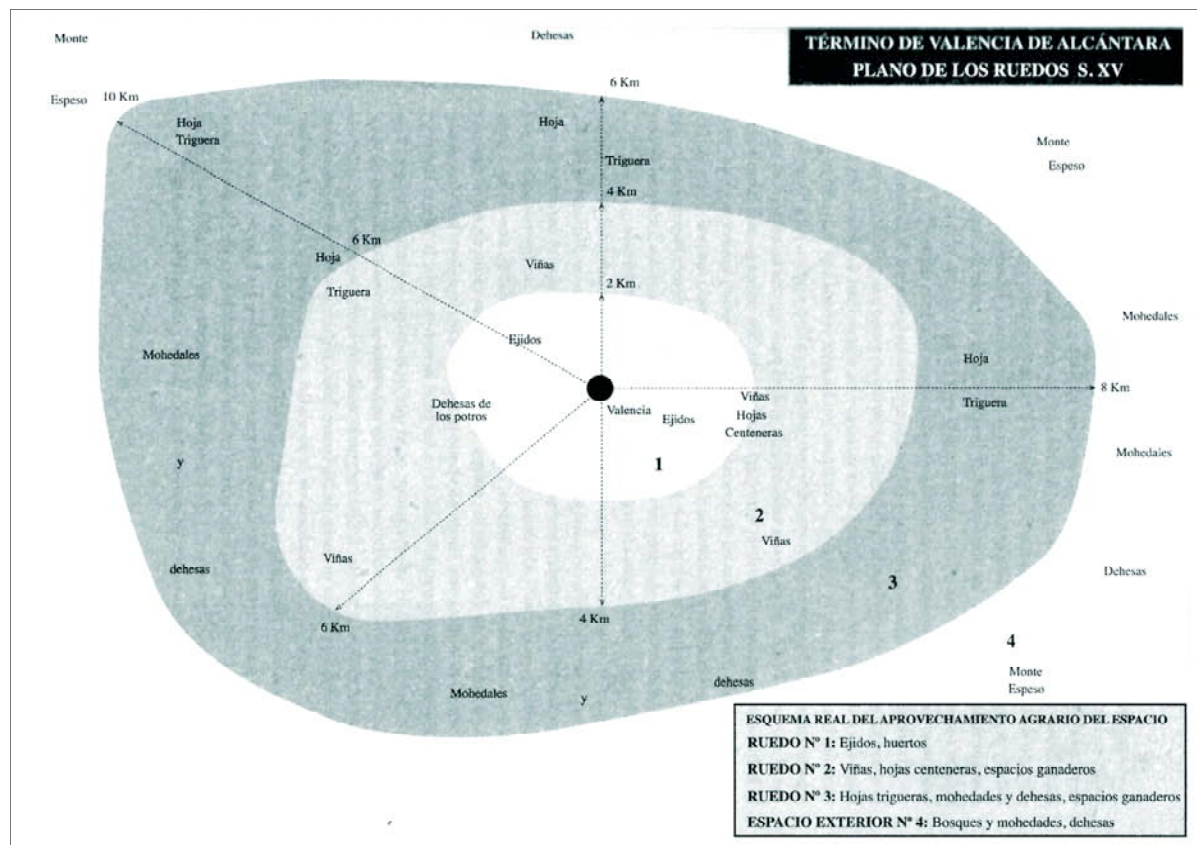 Monte
Dehesas
TÉRMINO DE VALENCIA DE ALCÁNTARA
PLANO DE LOS RUEDOS S. XV
Espeso
10 Km
6 Km
Hoja
Triguera
Hoja
Triguera
Monte
Espeso
4 Km
6 Km
Hoja
Triguera
Viñas
2 Km
Mohedales
Ejidos
Mohedales
Hoja
8 Km
Triguera
Dehesas de
los potros
Valencia
Ejidos
Viñas
Hojas
Centeneras
Mohedales
1
y
2
Viñas
Viñas
dehesas
Dehesas
3
4 Km
6 Km
4
Monte
Espeso
Mohedales
y
dehesas
ESQUEMA REAL DEL APROVECHAMIENTO AGRARIO DEL ESPACIO
RUEDO Nº 1: Ejidos, huertos
RUEDO Nº 2: Viñas, hojas centeneras, espacios ganaderos
RUEDO Nº 3: Hojas trigueras, mohedades y dehesas, espacios ganaderos
ESPACIO EXTERIOR Nº 4: Bosques y mohedades, dehesas